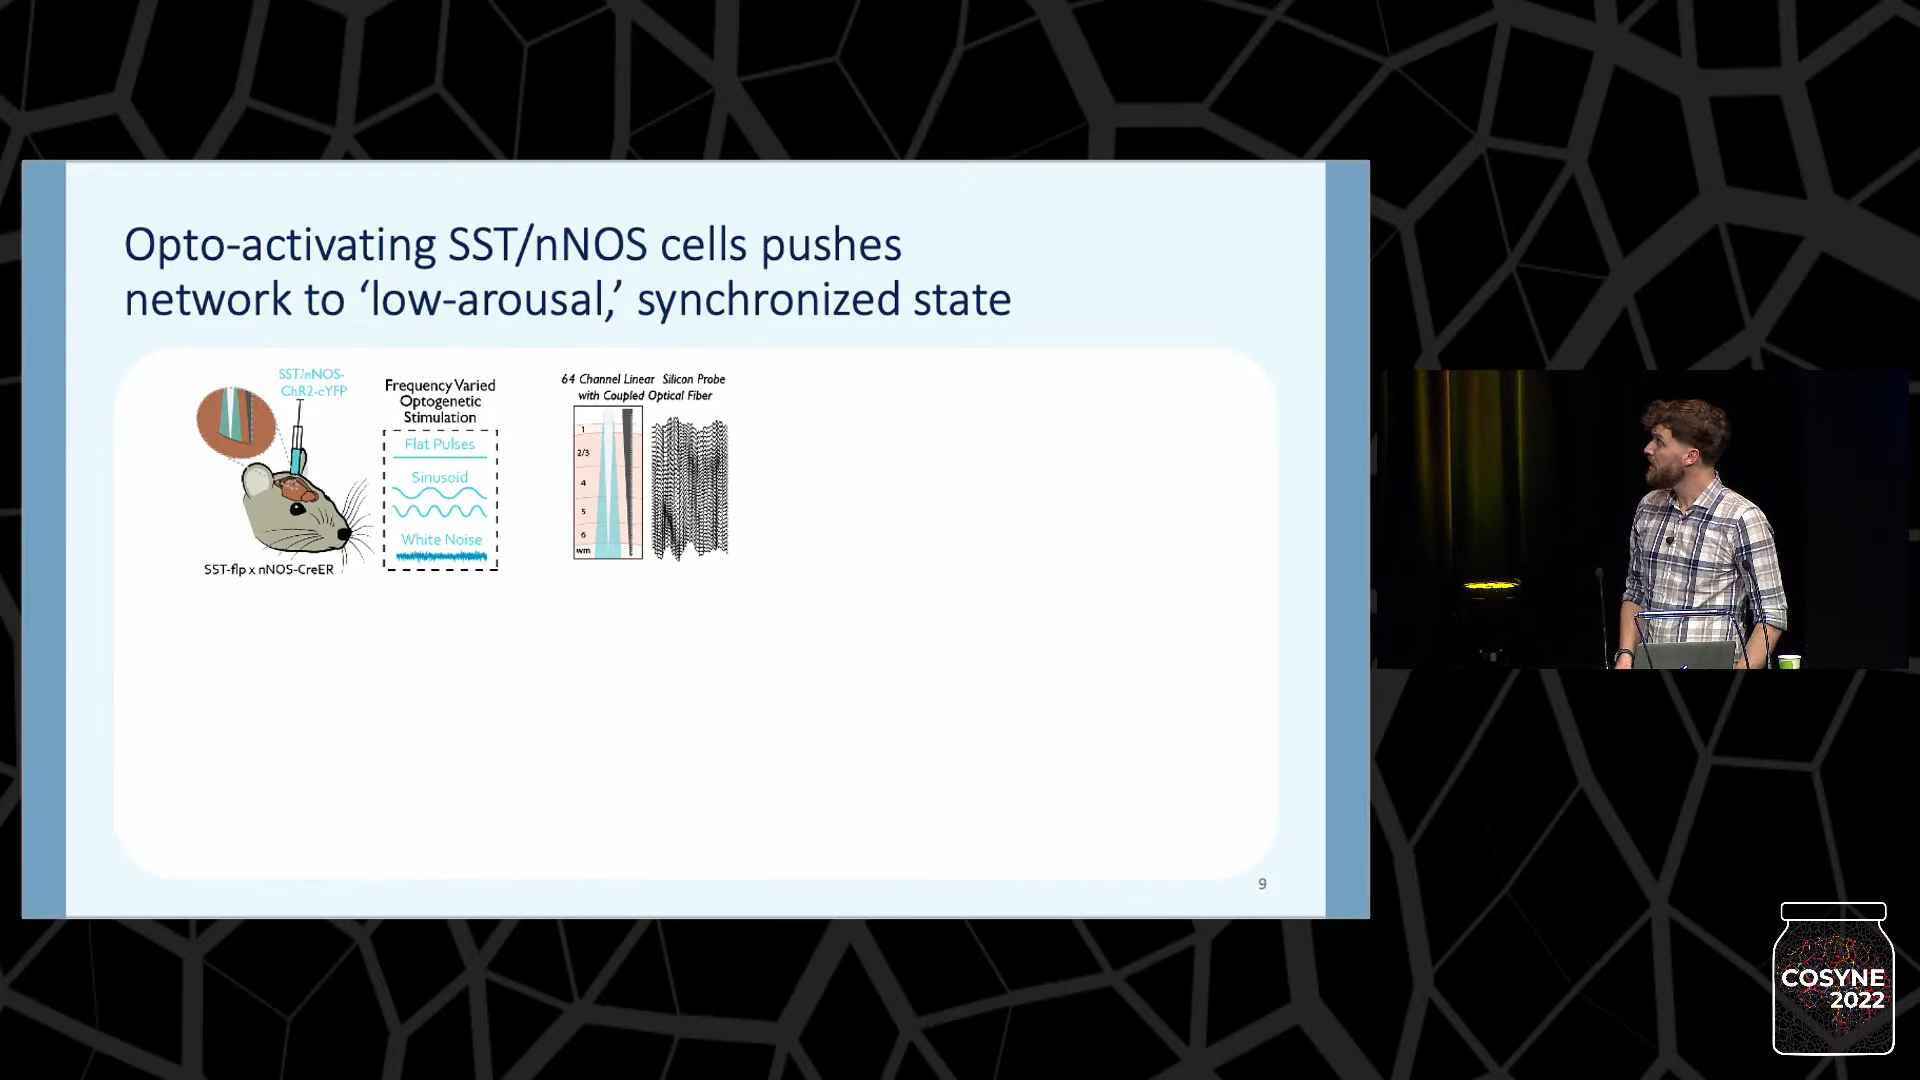 Opto-activating SST/nNOS cells pushes
network to ‘low-arousal,’ synchronized state
SST/nNOS-
ChR2-eYFP
SST-flp x nNOS-CreER
Frequency Varied
Optogenetic
Stimulation
Flat Pulses
Sinusoid
White Noise
64 Channel Linear Silicon Probe
with Coupled Optical Fiber
1
2/3
4
5
6
wm
9
COSYNE
2022